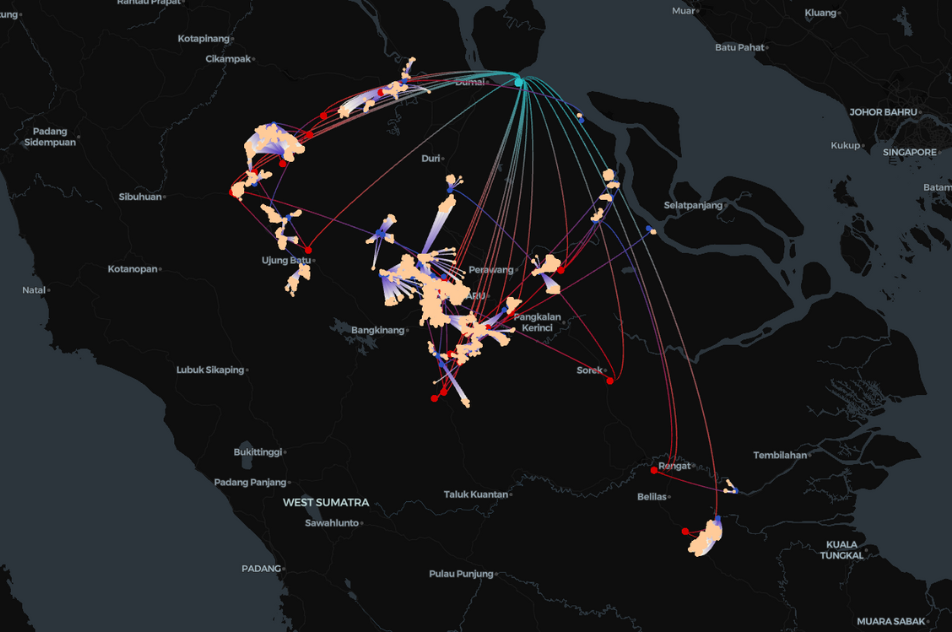 Rantau Prapat
Muar
Kluang
Kotapinang
Batu Pahat
Cikampak
Dumai
JOHOR BAHRU
Padang
Sidempuan
Kukup
SINGAPORE
Duri
Batam
Sibuhuan
Selatpanjang
Ujung Batu
Kotanopan
Perawang
Natal
ARU
Pangkalan
Kerinci
Bangkinang
Lubuk Sikaping
Sorek
Bukittinggi
Tembilahan
Rengat
Padang Panjang
Taluk Kuantan
Belilas
WEST SUMATRA
Sawahlunto
KUALA
TUNGKAL
PADANG
Pulau Punjung
MUARA SABAK